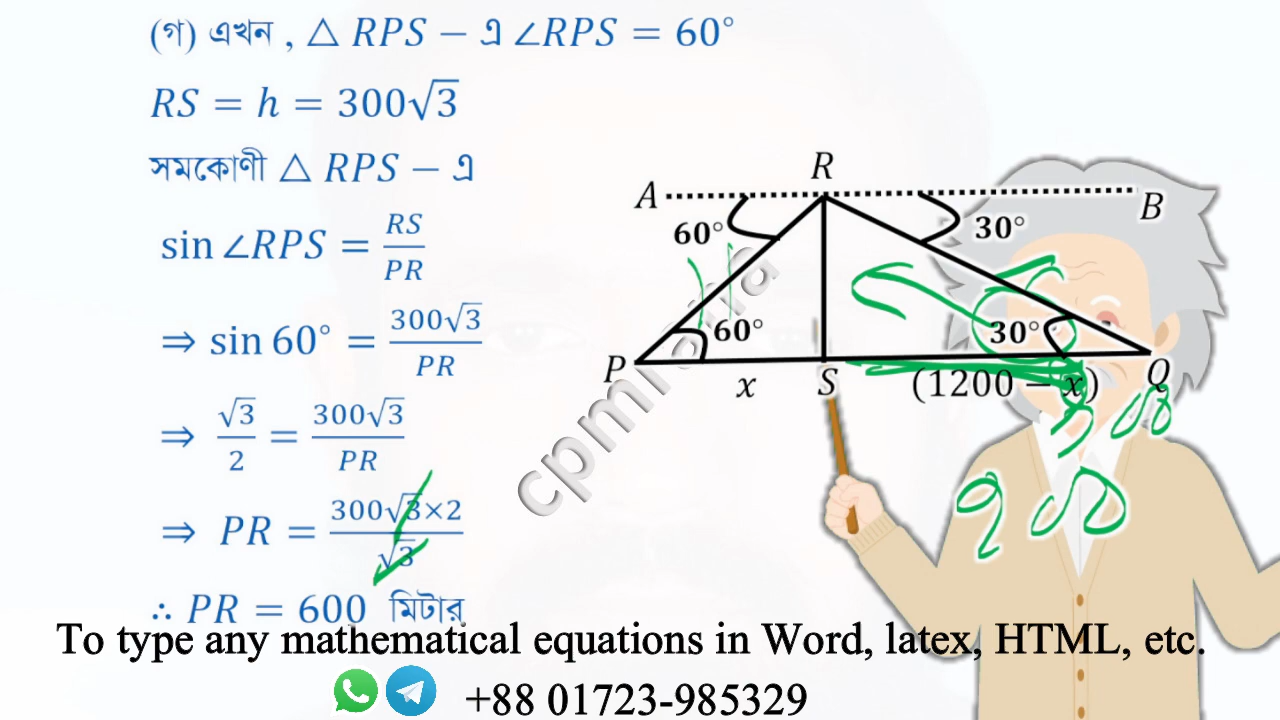 (গ) এখন , △ RPS − এ ∠RPS = 60°
RS = h = 300√3
সমকোণী △ RPS − এ
sin ∠RPS = RS/PR
⇒ sin 60° = 300√3/PR
⇒ √3/2 = 300√3/PR
⇒ PR = 300√3×2/√3
∴ PR = 600 মিটার
A R B
60° 30°
60° 30°
P x S (1200 − x) Q
To type any mathematical equations in Word, latex, HTML, etc.
+88 01723-985329